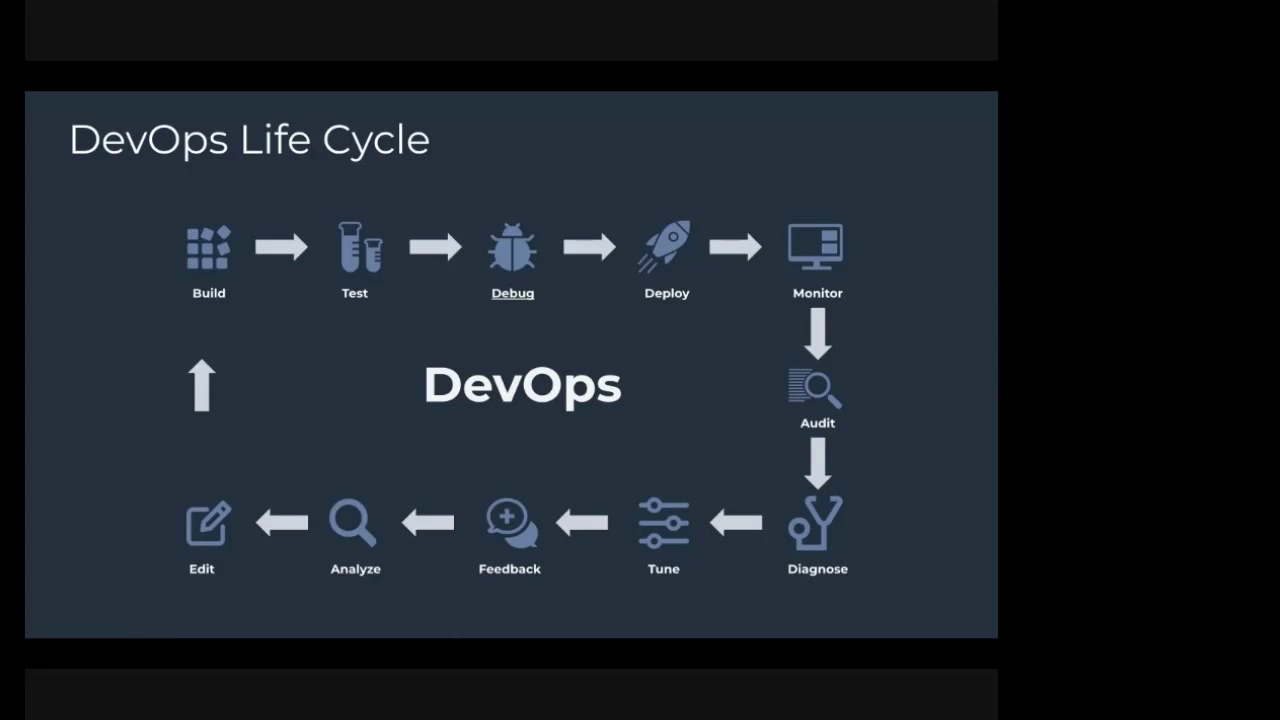 DevOps Life Cycle
Build
Test
Debug
Deploy
Monitor
DevOps
Audit
Edit
Analyze
Feedback
Tune
Diagnose